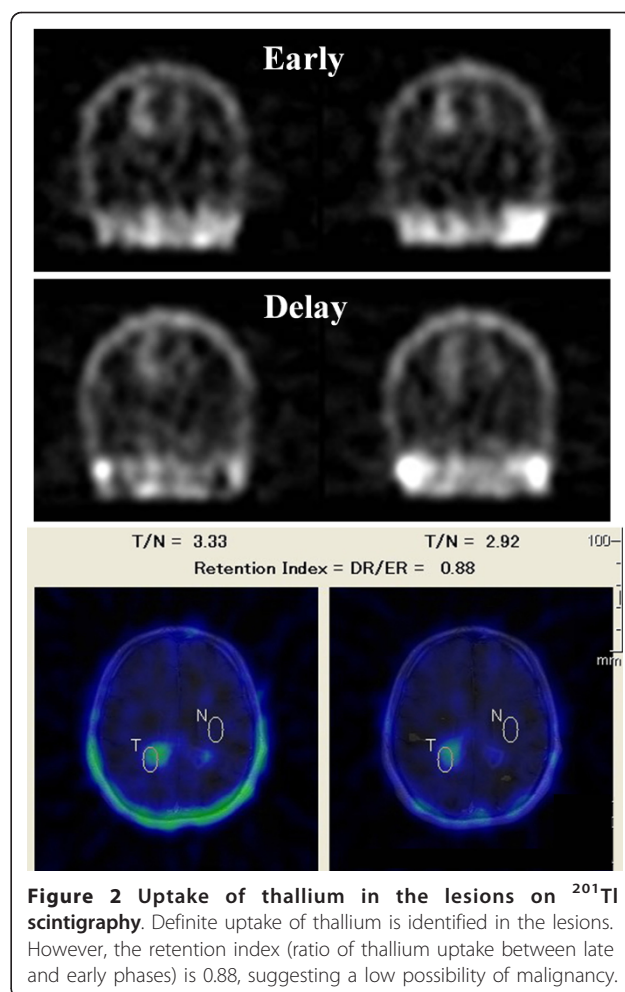 Early
Delay
T/N = 3.33 T/N = 2.92 100
Retention Index = DR/ER = 0.88
mm
N N
T T
Figure 2 Uptake of thallium in the lesions on ²⁰¹Tl
scintigraphy. Definite uptake of thallium is identified in the lesions.
However, the retention index (ratio of thallium uptake between late
and early phases) is 0.88, suggesting a low possibility of malignancy.